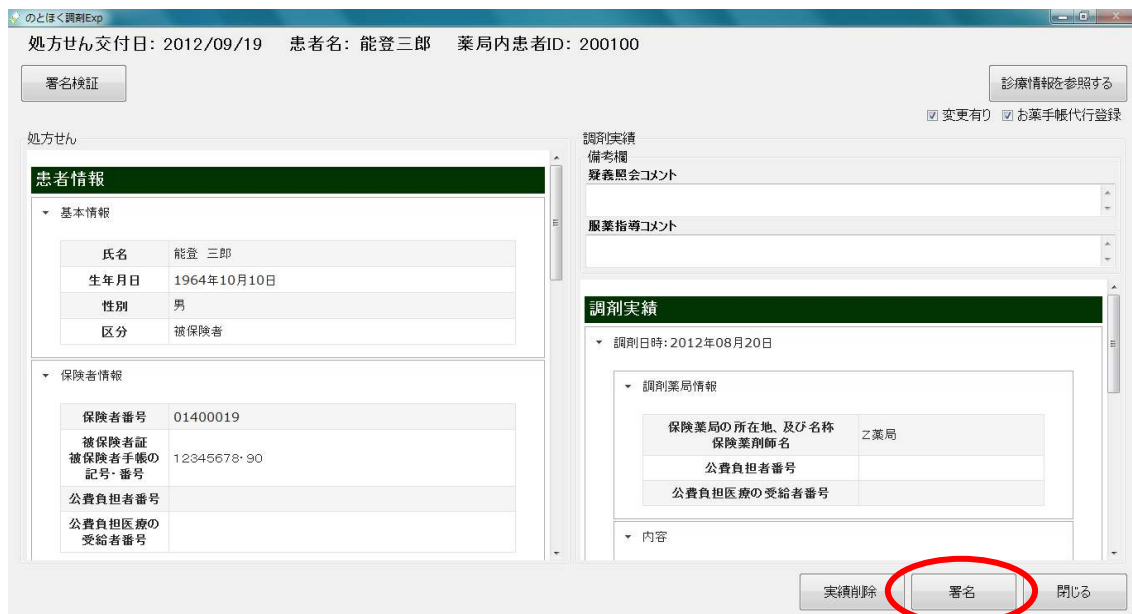 のとほく調剤Exp
処方せん交付日: 2012/09/19 患者名: 能登三郎 薬局内患者ID: 200100
署名検証
診療情報を参照する
変更有り お薬手帳代行登録
処方せん
患者情報
基本情報
氏名 能登 三郎
生年月日 1964年10月10日
性別 男
区分 被保険者
保険者情報
保険者番号 01400019
被保険者証
被保険者手帳の
記号・番号 12345678・90
公費負担者番号
公費負担医療の
受給者番号
調剤実績
備考欄
疑義照会コメント
服薬指導コメント
調剤実績
調剤日時:2012年08月20日
調剤薬局情報
保険薬局の所在地、及び名称
保険薬剤師名 Z薬局
公費負担者番号
公費負担医療の受給者番号
内容
実績削除 署名 閉じる